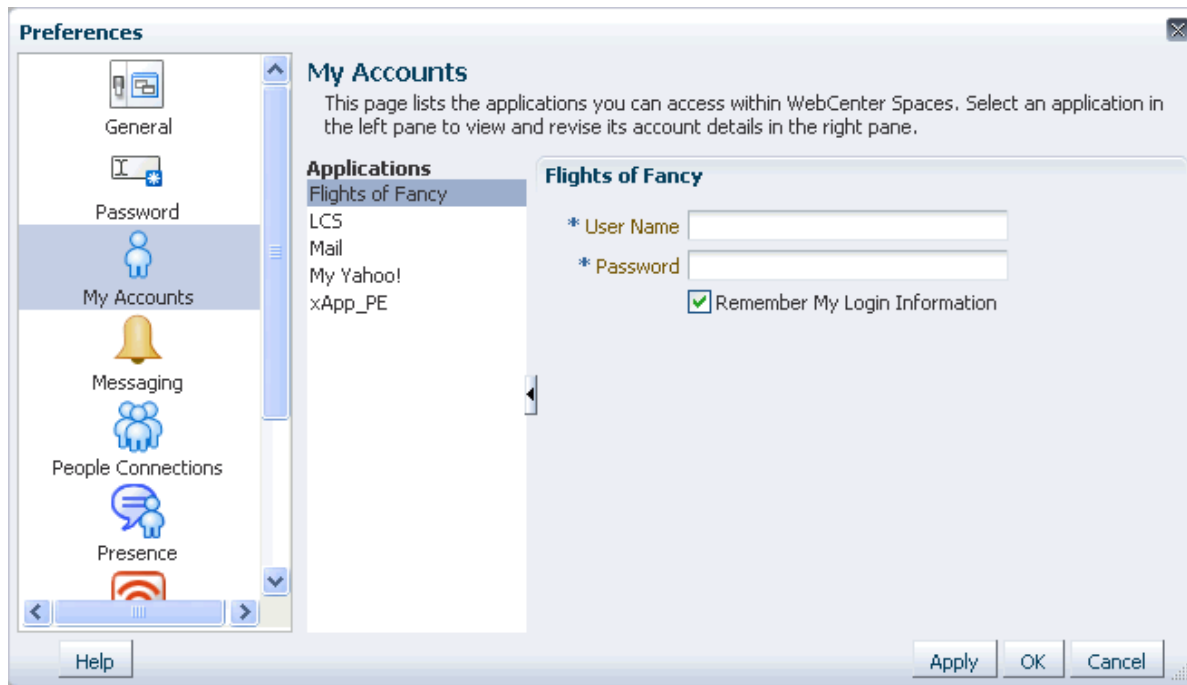 Preferences
General
Password
My Accounts
Messaging
People Connections
Presence
My Accounts
This page lists the applications you can access within WebCenter Spaces. Select an application in
the left pane to view and revise its account details in the right pane.
Applications
Flights of Fancy
LCS
Mail
My Yahoo!
xApp_PE
Flights of Fancy
* User Name
* Password
Remember My Login Information
Help
Apply
OK
Cancel